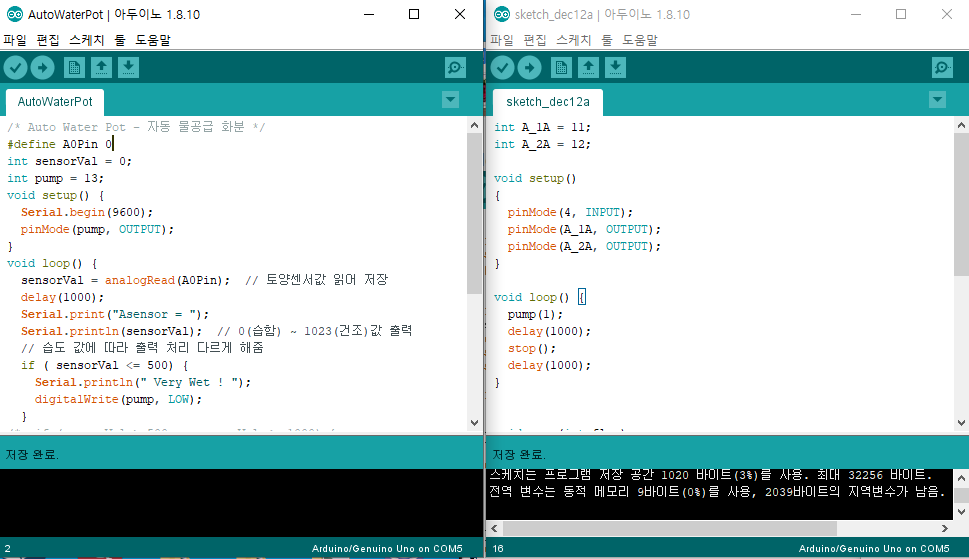 AutoWaterPot | 아두이노 1.8.10
파일 편집 스케치 툴 도움말
AutoWaterPot
/* Auto Water Pot - 자동 물공급 화분 */
#define A0Pin 0
int sensorVal = 0;
int pump = 13;
void setup() {
Serial.begin(9600);
pinMode(pump, OUTPUT);
}
void loop() {
sensorVal = analogRead(A0Pin); // 토양센서값 읽어 저장
delay(1000);
Serial.print("Asensor = ");
Serial.println(sensorVal); // 0(습함) ~ 1023(건조)값 출력
// 습도 값에 따라 출력 처리 다르게 해줌
if ( sensorVal <= 500) {
Serial.println(" Very Wet ! ");
digitalWrite(pump, LOW);
}
저장 완료.
2
Arduino/Genuino Uno on COM5
sketch_dec12a | 아두이노 1.8.10
파일 편집 스케치 툴 도움말
sketch_dec12a
int A_1A = 11;
int A_2A = 12;
void setup()
{
pinMode(4, INPUT);
pinMode(A_1A, OUTPUT);
pinMode(A_2A, OUTPUT);
}
void loop() {
pump(1);
delay(1000);
stop();
delay(1000);
}
저장 완료.
스케치는 프로그램 저장 공간 1020 바이트(3%)를 사용. 최대 32256 바이트.
전역 변수는 동적 메모리 9바이트(0%)를 사용, 2039바이트의 지역변수가 남음.
16
Arduino/Genuino Uno on COM5